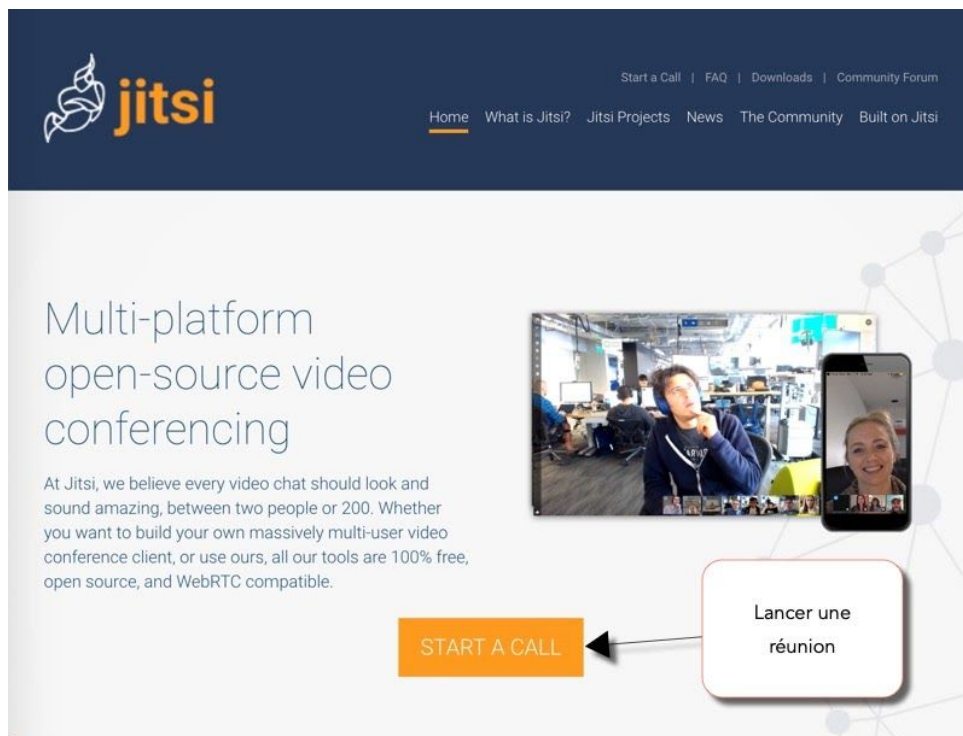 jitsi
Start a Call | FAQ | Downloads | Community Forum
Home What is Jitsi? Jitsi Projects News The Community Built on Jitsi
Multi-platform
open-source video
conferencing
At Jitsi, we believe every video chat should look and
sound amazing, between two people or 200. Whether
you want to build your own massively multi-user video
conference client, or use ours, all our tools are 100% free,
open source, and WebRTC compatible.
START A CALL
Lancer une
réunion